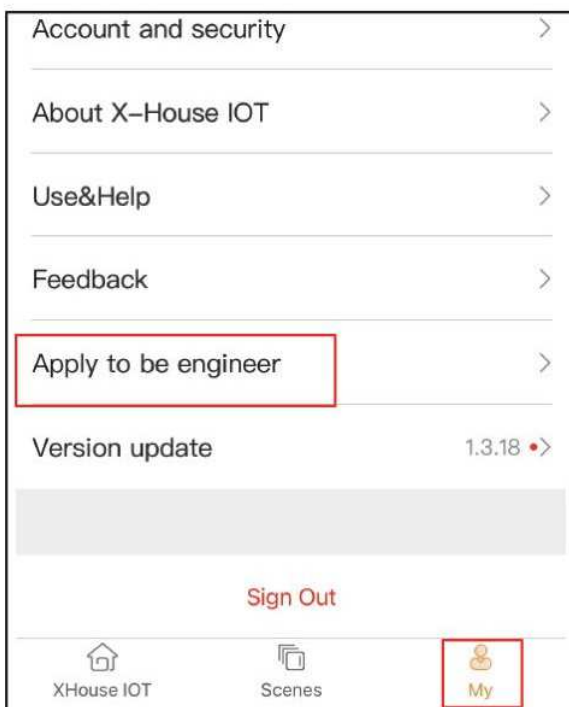 Account and security
About X-House IOT
Use&Help
Feedback
Apply to be engineer
Version update 1.3.18
Sign Out
XHouse IOT Scenes My